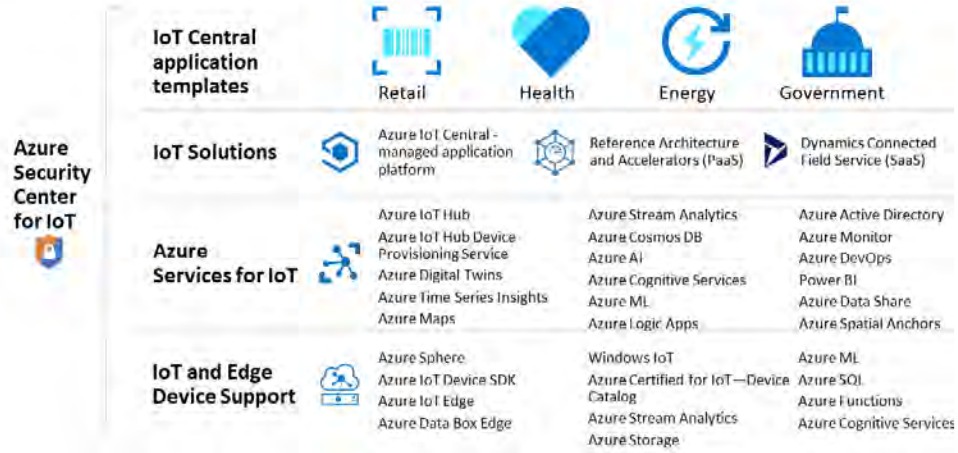 Azure
Security
Center
for IoT
IoT Central
application
templates
Retail
Health
Energy
Government
IoT Solutions
Azure IoT Central -
managed application
platform
Reference Architecture
and Accelerators (PaaS)
Dynamics Connected
Field Service (SaaS)
Azure
Services for IoT
Azure IoT Hub
Azure IoT Hub Device
Provisioning Service
Azure Digital Twins
Azure Time Series Insights
Azure Maps
Azure Stream Analytics
Azure Cosmos DB
Azure AI
Azure Cognitive Services
Azure ML
Azure Logic Apps
Azure Active Directory
Azure Monitor
Azure DevOps
Power BI
Azure Data Share
Azure Spatial Anchors
IoT and Edge
Device Support
Azure Sphere
Azure IoT Device SDK
Azure IoT Edge
Azure Data Box Edge
Windows IoT
Azure Certified for IoT—Device
Catalog
Azure Stream Analytics
Azure Storage
Azure ML
Azure SQL
Azure Functions
Azure Cognitive Services